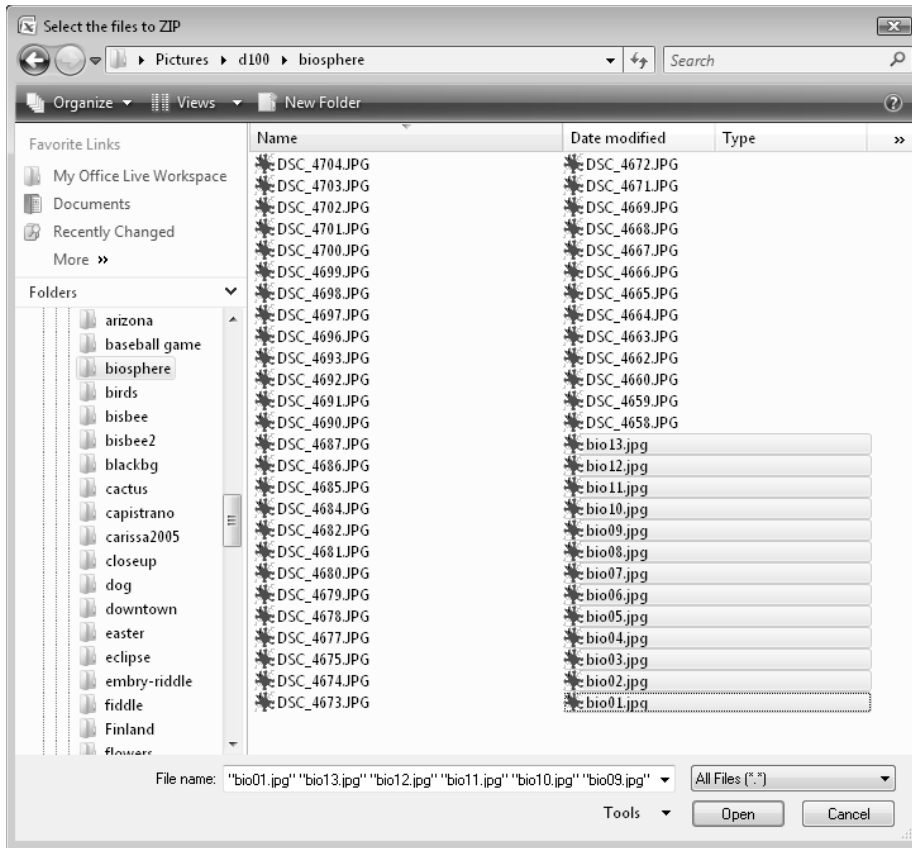 Select the files to ZIP
Pictures d100 biosphere Search
Organize Views New Folder
Favorite Links
My Office Live Workspace
Documents
Recently Changed
More »
Folders
arizona
baseball game
biosphere
birds
bisbee
bisbee2
blackbg
cactus
capistrano
carissa2005
closeup
dog
downtown
easter
eclipse
embry-riddle
fiddle
Finland
flowers
Name Date modified Type »
DSC_4704.JPG
DSC_4703.JPG
DSC_4702.JPG
DSC_4701.JPG
DSC_4700.JPG
DSC_4699.JPG
DSC_4698.JPG
DSC_4697.JPG
DSC_4696.JPG
DSC_4693.JPG
DSC_4692.JPG
DSC_4691.JPG
DSC_4690.JPG
DSC_4687.JPG
DSC_4686.JPG
DSC_4685.JPG
DSC_4684.JPG
DSC_4682.JPG
DSC_4681.JPG
DSC_4680.JPG
DSC_4679.JPG
DSC_4678.JPG
DSC_4677.JPG
DSC_4675.JPG
DSC_4674.JPG
DSC_4673.JPG
DSC_4672.JPG
DSC_4671.JPG
DSC_4669.JPG
DSC_4668.JPG
DSC_4667.JPG
DSC_4666.JPG
DSC_4665.JPG
DSC_4664.JPG
DSC_4663.JPG
DSC_4662.JPG
DSC_4660.JPG
DSC_4659.JPG
DSC_4658.JPG
bio13.jpg
bio12.jpg
bio11.jpg
bio10.jpg
bio09.jpg
bio08.jpg
bio07.jpg
bio06.jpg
bio05.jpg
bio04.jpg
bio03.jpg
bio02.jpg
bio01.jpg
File name: "bio01.jpg" "bio13.jpg" "bio12.jpg" "bio11.jpg" "bio10.jpg" "bio09.jpg" All Files (*.*)
Tools Open Cancel